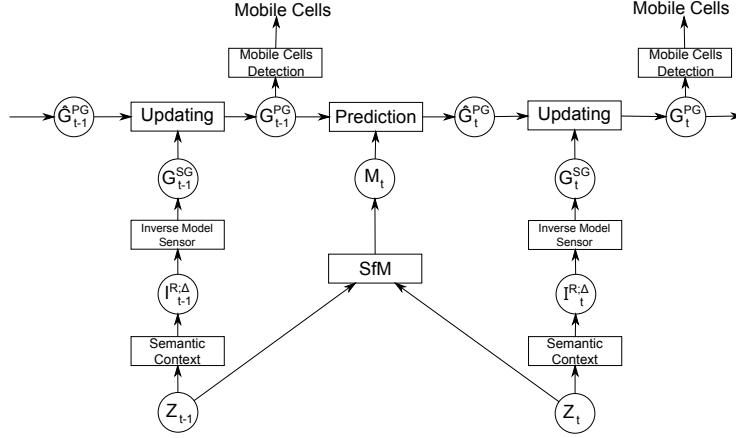 Mobile Cells
Mobile Cells
Mobile Cells
Detection
Mobile Cells
Detection
Ĝ^PG_t-1
Updating
G^PG_t-1
Prediction
Ĝ^PG_t
Updating
G^PG_t
G^SG_t-1
M_t
G^SG_t
Inverse Model
Sensor
Inverse Model
Sensor
SfM
I^R;Δ_t-1
I^R;Δ_t
Semantic
Context
Semantic
Context
Z_t-1
Z_t